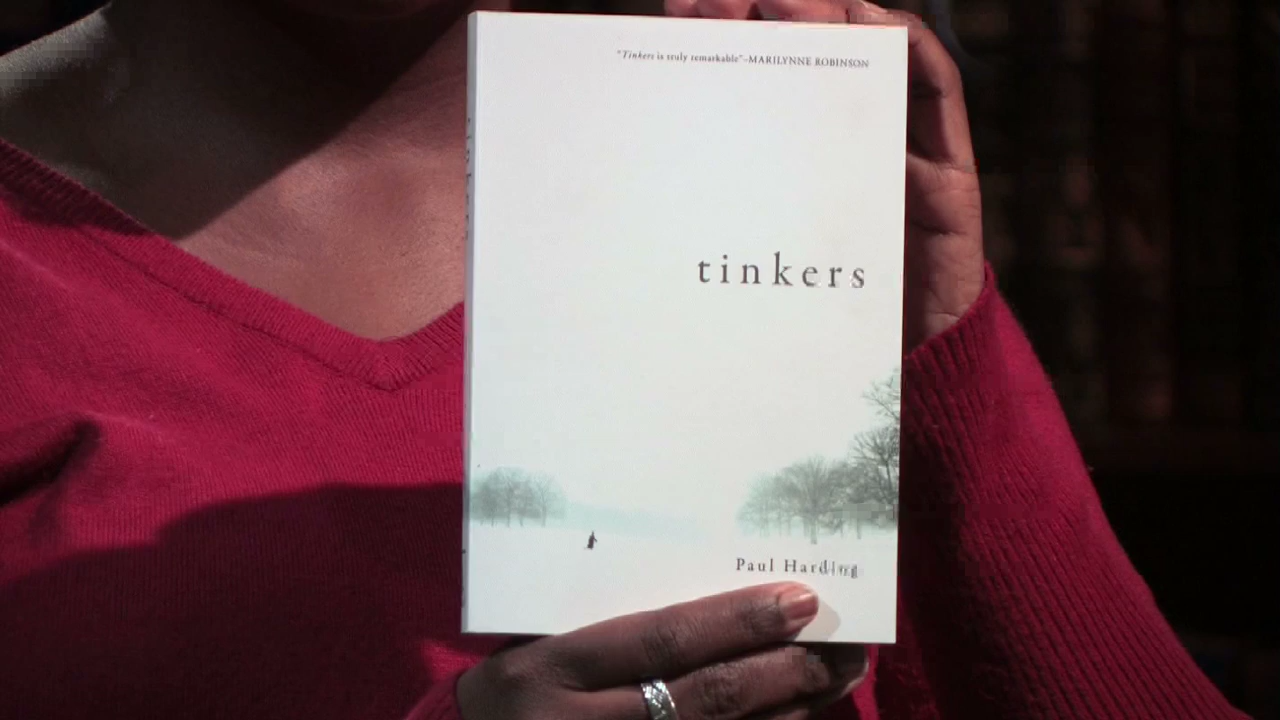 "Tinkers is truly remarkable"–MARILYNNE ROBINSON
tinkers
Paul Harding